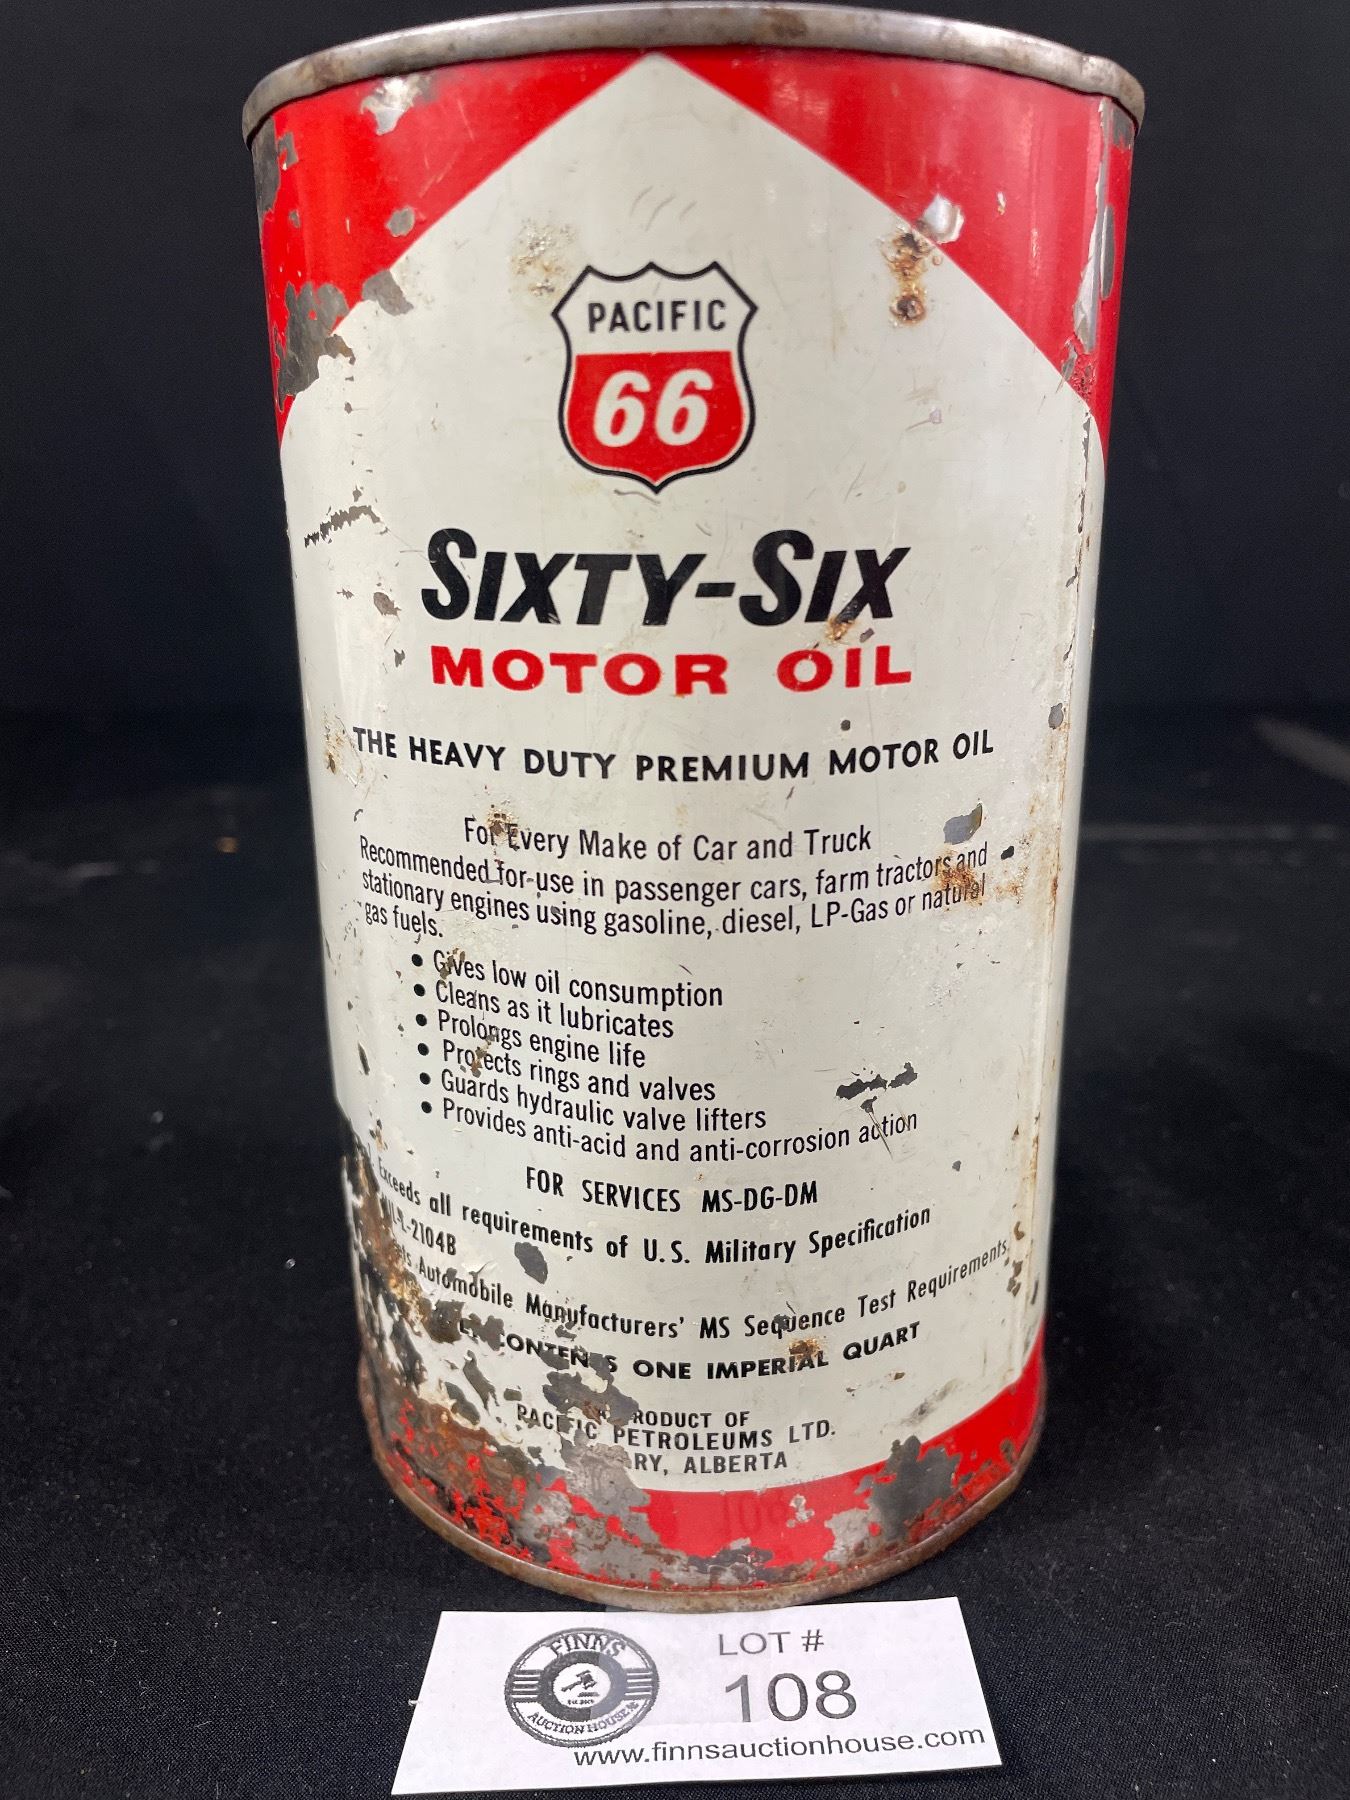 PACIFIC
66
SIXTY-SIX
MOTOR OIL
THE HEAVY DUTY PREMIUM MOTOR OIL
For Every Make of Car and Truck
Recommended for use in passenger cars, farm tractors and
stationary engines using gasoline, diesel, LP-Gas or natural
gas fuels.
• Gives low oil consumption
• Cleans as it lubricates
• Prolongs engine life
• Protects rings and valves
• Guards hydraulic valve lifters
• Provides anti-acid and anti-corrosion action
FOR SERVICES MS-DG-DM
Exceeds all requirements of U.S. Military Specification
MIL-L-2104B
Automobile Manufacturers' MS Sequence Test Requirements
CONTENTS ONE IMPERIAL QUART
PRODUCT OF
PACIFIC PETROLEUMS LTD.
ALBERTA
FINNS
AUCTION HOUSE
LOT #
108
www.finnsauctionhouse.com